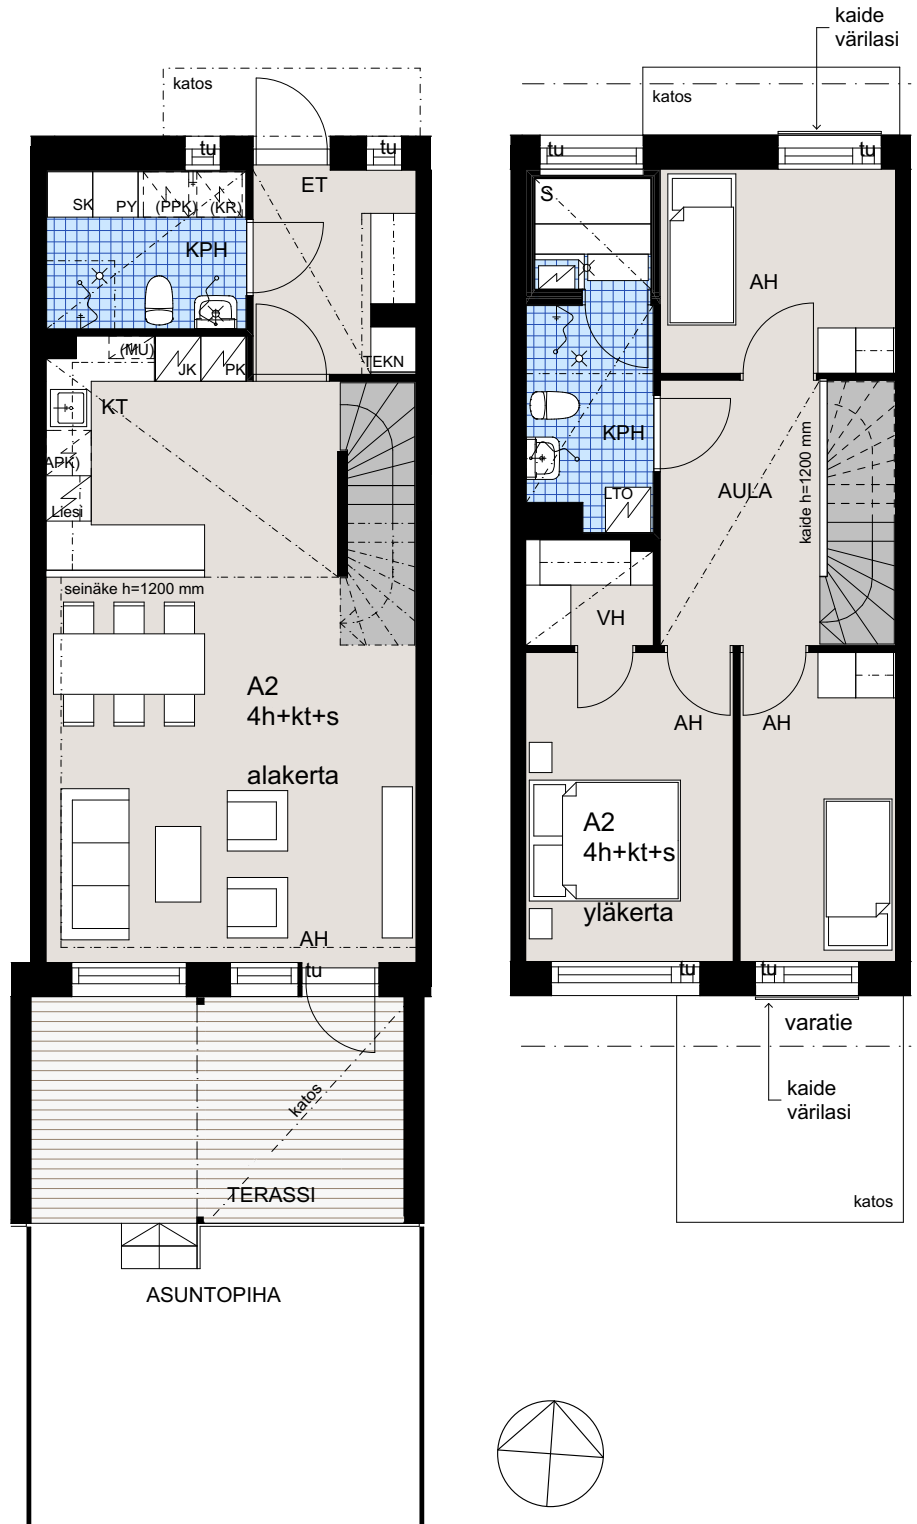 katos
tu
tu
ET
SK
PY
(PPK)
(KR)
KPH
TEKN
(MU)
JK
PK
KT
APK)
Liesi
seinäke h=1200 mm
A2
4h+kt+s
alakerta
AH
tu
katos
TERASSI
ASUNTOPIHA
kaide
värilasi
katos
tu
tu
S
AH
KPH
LTO
AULA
kaide h=1200 mm
VH
AH
AH
A2
4h+kt+s
yläkerta
tu
tu
varatie
kaide
värilasi
katos